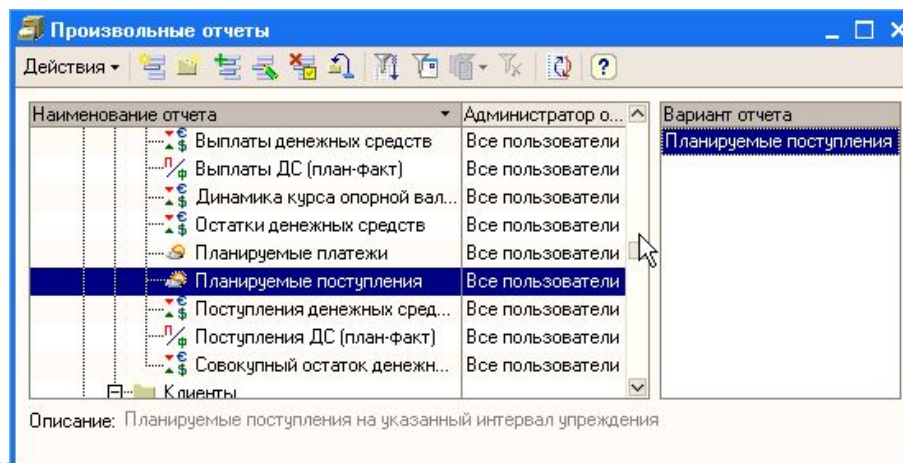 Произвольные отчеты
Действия
Наименование отчета Администратор о... Вариант отчета
Выплаты денежных средств Все пользователи Планируемые поступления
Выплаты ДС (план-факт) Все пользователи
Динамика курса опорной вал... Все пользователи
Остатки денежных средств Все пользователи
Планируемые платежи Все пользователи
Планируемые поступления Все пользователи
Поступления денежных сред... Все пользователи
Поступления ДС (план-факт) Все пользователи
Совокупный остаток денежн... Все пользователи
Клиенты
Описание: Планируемые поступления на указанный интервал упреждения